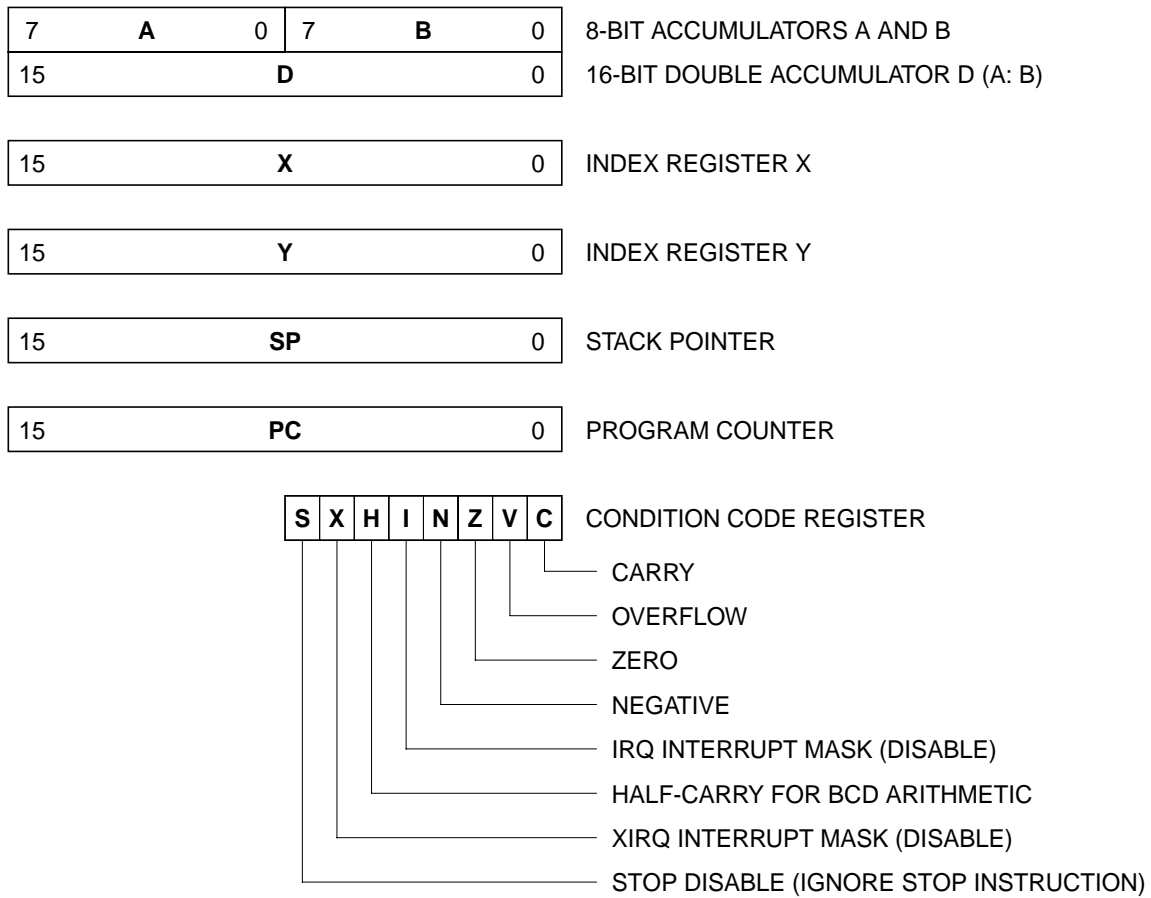 7 A 0 7 B 0 8-BIT ACCUMULATORS A AND B
15 D 0 16-BIT DOUBLE ACCUMULATOR D (A: B)
15 X 0 INDEX REGISTER X
15 Y 0 INDEX REGISTER Y
15 SP 0 STACK POINTER
15 PC 0 PROGRAM COUNTER
S X H I N Z V C CONDITION CODE REGISTER
CARRY
OVERFLOW
ZERO
NEGATIVE
IRQ INTERRUPT MASK (DISABLE)
HALF-CARRY FOR BCD ARITHMETIC
XIRQ INTERRUPT MASK (DISABLE)
STOP DISABLE (IGNORE STOP INSTRUCTION)